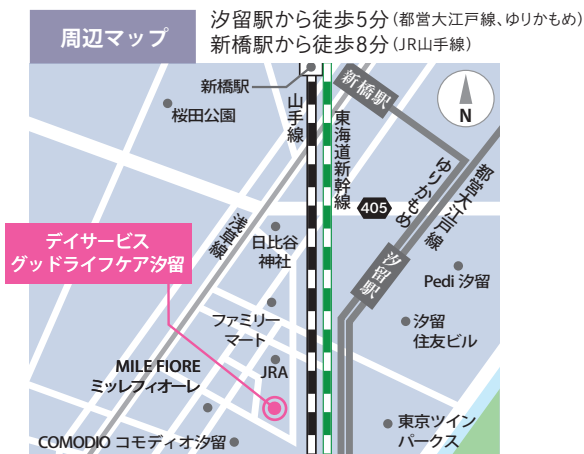 周辺マップ
汐留駅から徒歩5分(都営大江戸線、ゆりかもめ)
新橋駅から徒歩8分(JR山手線)
新橋駅
新橋駅
N
桜田公園
山手線
東海道新幹線
ゆりかもめ
都営大江戸線
405
浅草線
デイサービス
グッドライフケア汐留
日比谷
神社
汐留駅
Pedi 汐留
ファミリー
マート
汐留
住友ビル
MILE FIORE
ミッレフィオーレ
JRA
東京ツイン
パークス
COMODIO コモディオ汐留